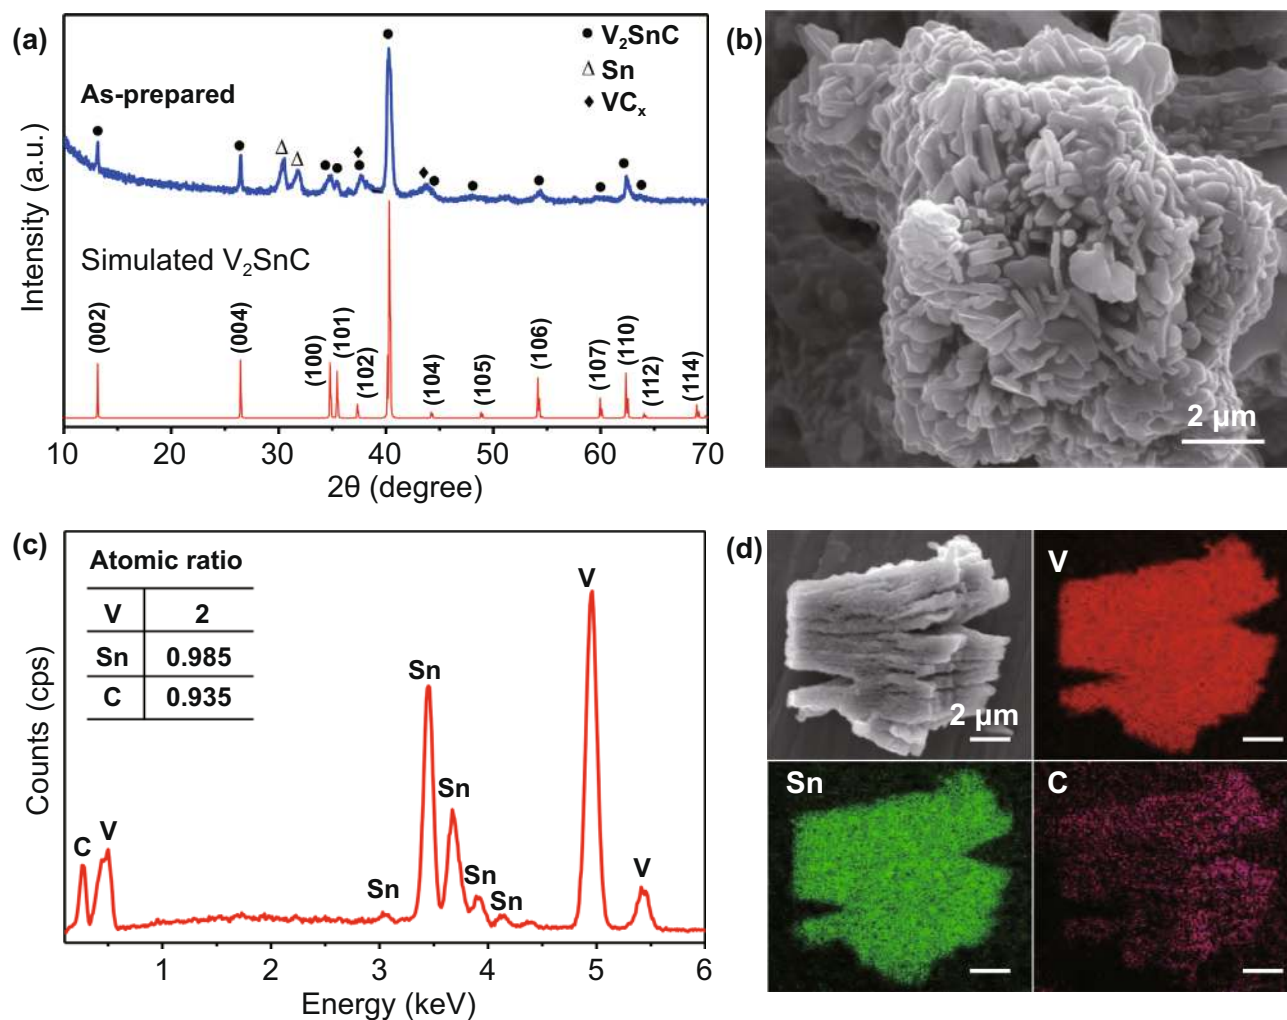 (a)
V₂SnC
Sn
VCₓ
As-prepared
Simulated V₂SnC
(002)
(004)
(100)
(101)
(102)
(104)
(105)
(106)
(107)
(110)
(112)
(114)
Intensity (a.u.)
10 20 30 40 50 60 70
2θ (degree)
(b)
2 µm
(c)
Atomic ratio
V 2
Sn 0.985
C 0.935
C
V
Sn
Sn
Sn
Sn
Sn
V
V
Counts (cps)
1 2 3 4 5 6
Energy (keV)
(d)
2 µm
V
Sn
C